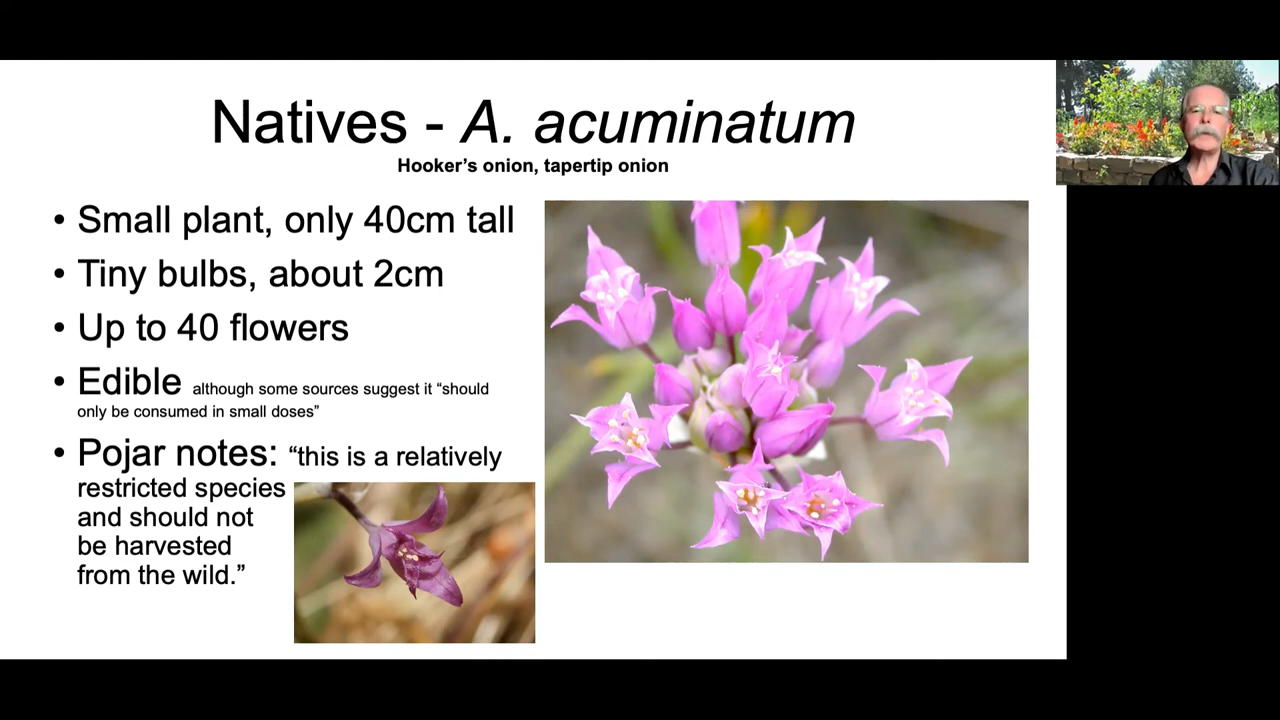 Natives - A. acuminatum
Hooker’s onion, tapertip onion
• Small plant, only 40cm tall
• Tiny bulbs, about 2cm
• Up to 40 flowers
• Edible although some sources suggest it “should
only be consumed in small doses”
• Pojar notes: “this is a relatively
restricted species
and should not
be harvested
from the wild.”